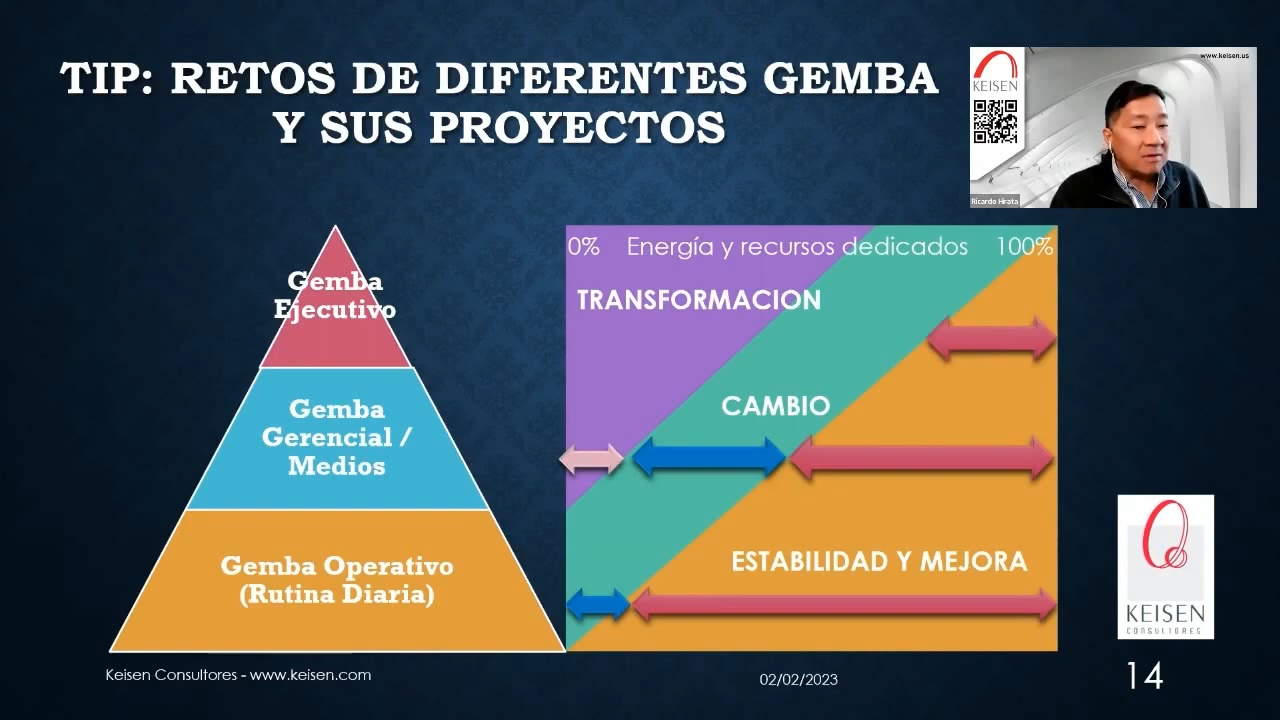 TIP: RETOS DE DIFERENTES GEMBA
Y SUS PROYECTOS
www.keisen.us
KEISEN
Ricardo Hirata
Gemba
Ejecutivo
Gemba
Gerencial /
Medios
Gemba Operativo
(Rutina Diaria)
0% Energía y recursos dedicados 100%
TRANSFORMACION
CAMBIO
ESTABILIDAD Y MEJORA
KEISEN
CONSULTORES
Keisen Consultores - www.keisen.com
02/02/2023
14